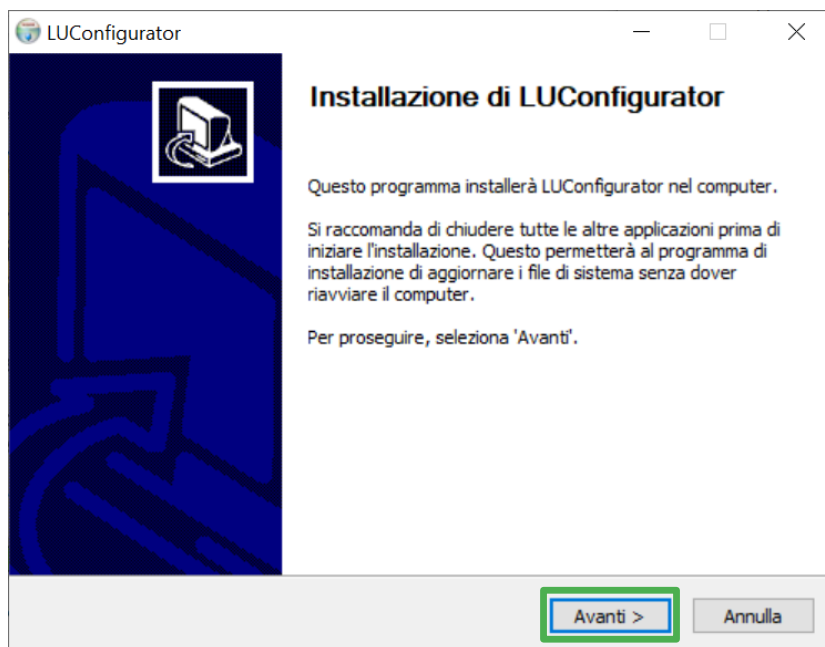 LUConfigurator
Installazione di LUConfigurator
Questo programma installerà LUConfigurator nel computer.
Si raccomanda di chiudere tutte le altre applicazioni prima di
iniziare l'installazione. Questo permetterà al programma di
installazione di aggiornare i file di sistema senza dover
riavviare il computer.
Per proseguire, seleziona 'Avanti'.
Avanti >
Annulla